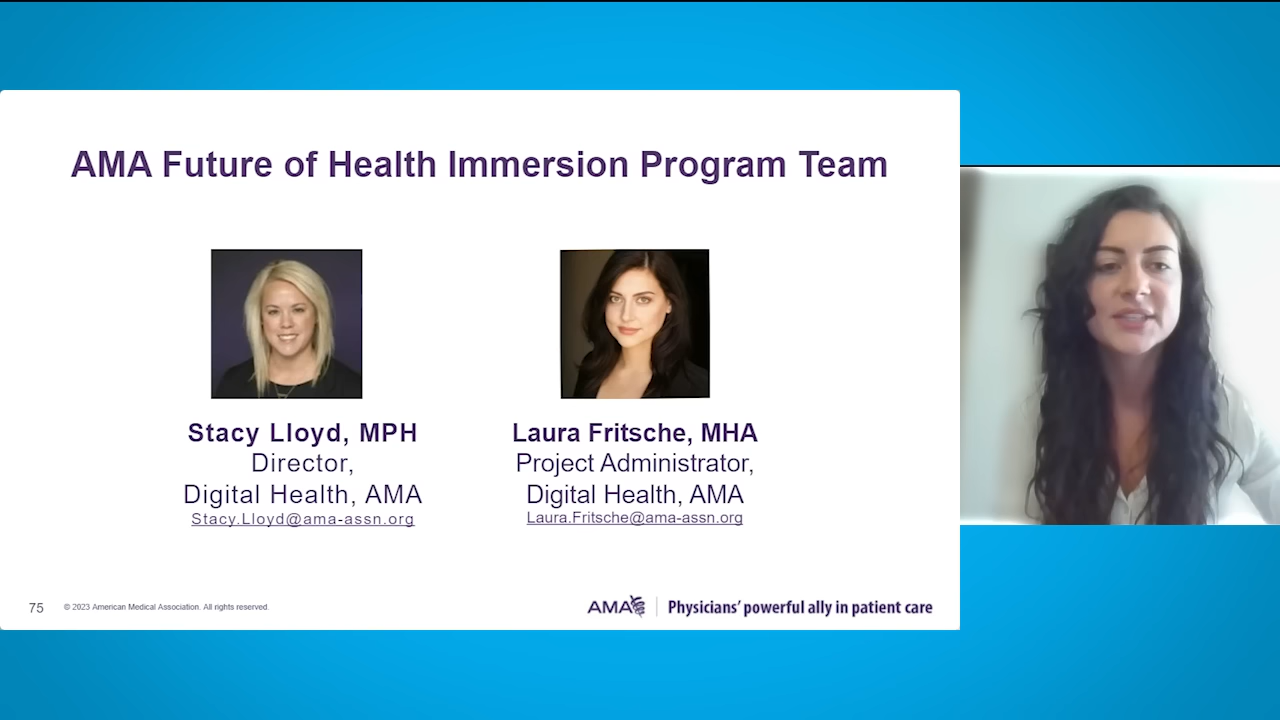 AMA Future of Health Immersion Program Team
Stacy Lloyd, MPH
Director,
Digital Health, AMA
Stacy.Lloyd@ama-assn.org
Laura Fritsche, MHA
Project Administrator,
Digital Health, AMA
Laura.Fritsche@ama-assn.org
75
© 2023 American Medical Association. All rights reserved.
AMA
Physicians’ powerful ally in patient care